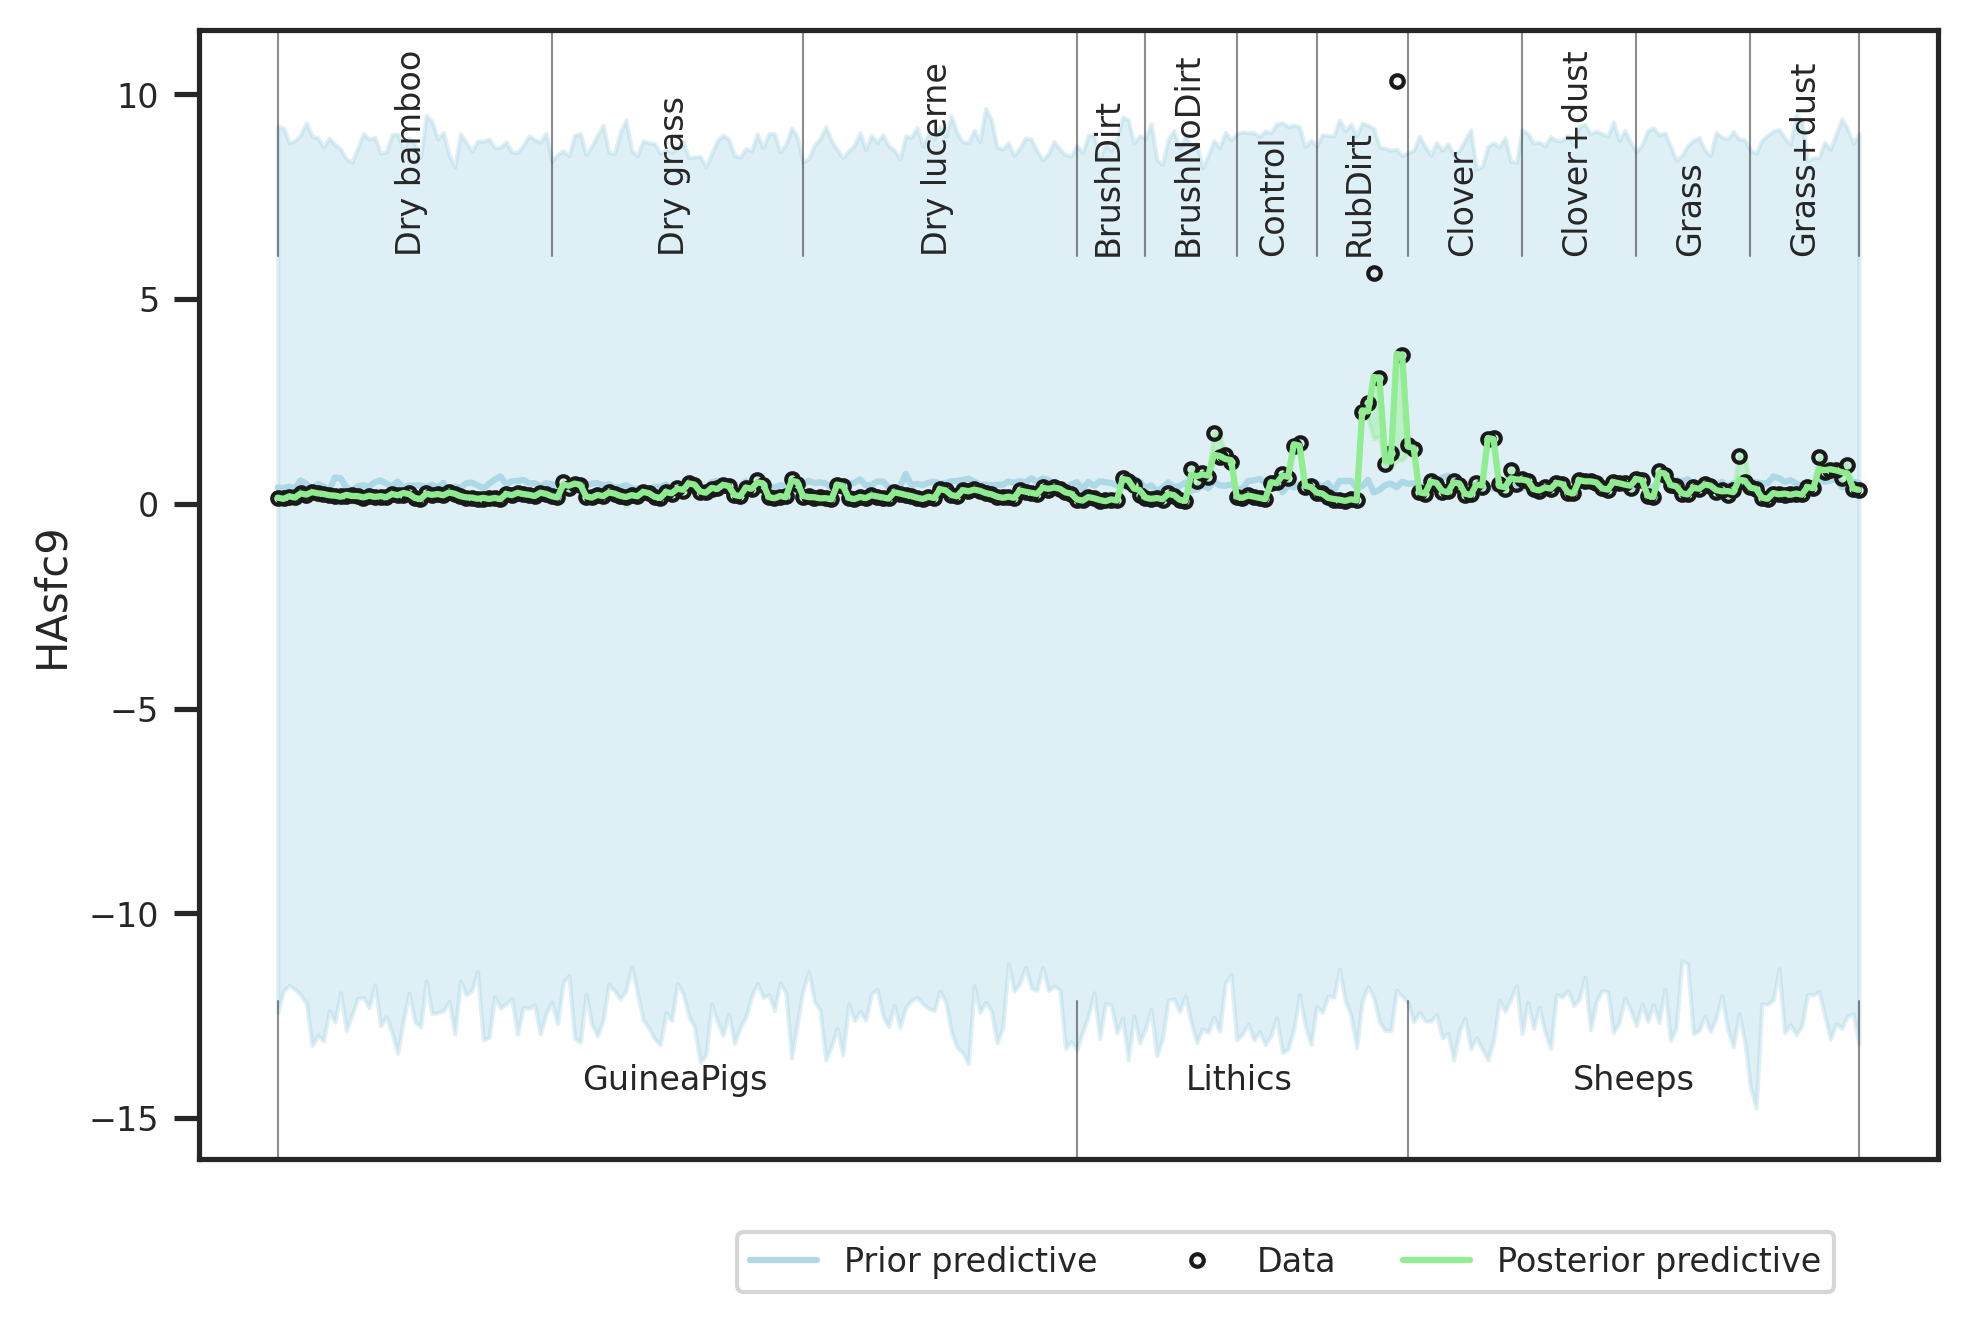 Dry bamboo
Dry grass
Dry lucerne
BrushDirt
BrushNoDirt
Control
RubDirt
Clover
Clover+dust
Grass
Grass+dust
10
5
0
−5
−10
−15
HAsfc9
GuineaPigs
Lithics
Sheeps
Prior predictive
Data
Posterior predictive